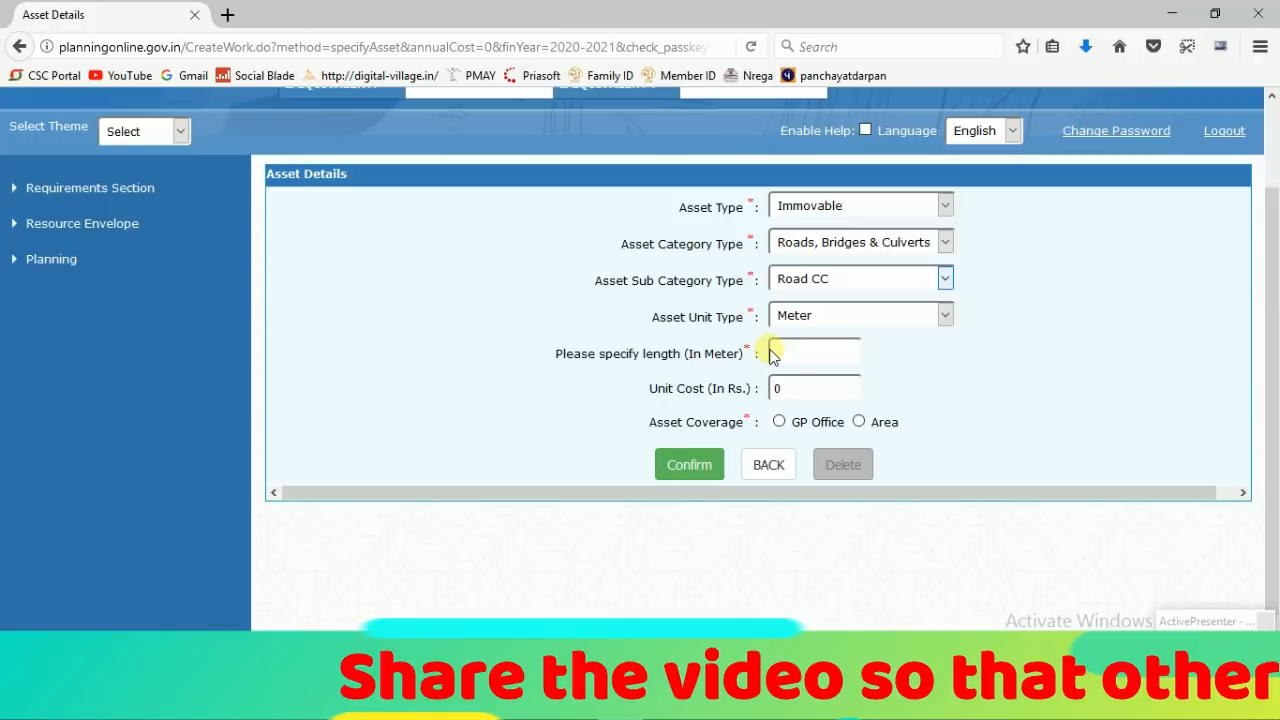 Asset Details
planningonline.gov.in/CreateWork.do?method=specifyAsset&annualCost=0&finYear=2020-2021&check_passkey
Search
CSC Portal YouTube Gmail Social Blade http://digital-village.in/ PMAY Priasoft Family ID Member ID Nrega panchayatdarpan
Select Theme Select Enable Help: Language English Change Password Logout
Requirements Section
Resource Envelope
Planning
Asset Details
Asset Type * : Immovable
Asset Category Type * : Roads, Bridges & Culverts
Asset Sub Category Type * : Road CC
Asset Unit Type * : Meter
Please specify length (In Meter) * :
Unit Cost (In Rs.) : 0
Asset Coverage * : GP Office Area
Confirm BACK Delete
Activate Windows
ActivePresenter - ...
Share the video so that other